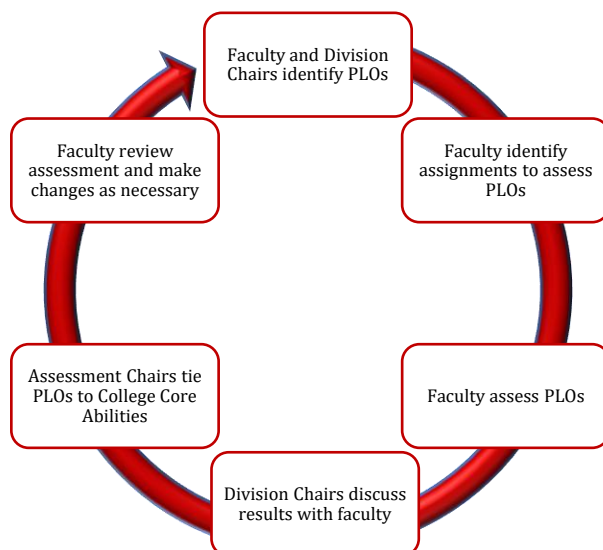 Faculty and Division
Chairs identify PLOs
Faculty identify
assignments to assess
PLOs
Faculty assess PLOs
Division Chairs discuss
results with faculty
Assessment Chairs tie
PLOs to College Core
Abilities
Faculty review
assessment and make
changes as necessary